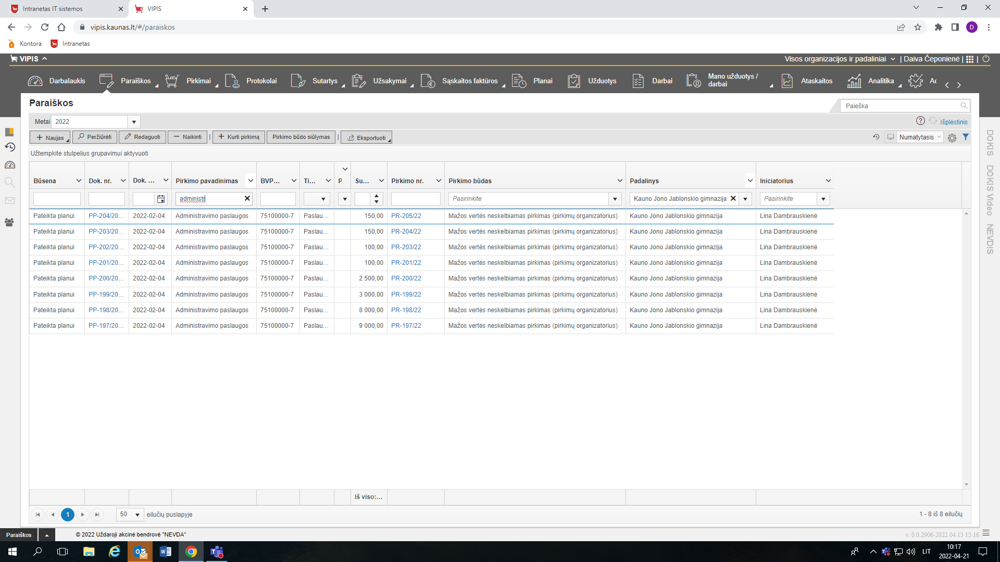 Intranetas IT sistemos
VIPIS
vipis.kaunas.lt/#/paraiskos
D
Kontora
Intranetas
VIPIS
Visos organizacijos ir padaliniai | Daiva Čeponienė | |
Darbalaukis
Paraiškos
Pirkimai
Protokolai
Sutartys
Užsakymai
Sąskaitos faktūros
Planai
Užduotys
Darbai
Mano užduotys /
darbai
Ataskaitos
Analitika
Paraiškos
Paieška
Metai 2022
Išplėstinis
Naujas Peržiūrėti Redaguoti Naikinti | Kurti pirkimą Pirkimo būdo siūlymas | Eksportuoti
Numatytasis
Užtempkite stulpelius grupavimui aktyvuoti
Būsena Dok. nr. Dok. ... Pirkimo pavadinimas BVP... Ti... P Su... Pirkimo nr. Pirkimo būdas Padalinys Iniciatorius
administr Pasirinkite Kauno Jono Jablonskio gimnazija Pasirinkite
Pateikta planui PP-204/20... 2022-02-04 Administravimo paslaugos 75100000-7 Paslau... 150,00 PR-205/22 Mažos vertės neskelbiamas pirkimas (pirkimų organizatorius) Kauno Jono Jablonskio gimnazija Lina Dambrauskienė
Pateikta planui PP-203/20... 2022-02-04 Administravimo paslaugos 75100000-7 Paslau... 150,00 PR-204/22 Mažos vertės neskelbiamas pirkimas (pirkimų organizatorius) Kauno Jono Jablonskio gimnazija Lina Dambrauskienė
Pateikta planui PP-202/20... 2022-02-04 Administravimo paslaugos 75100000-7 Paslau... 100,00 PR-203/22 Mažos vertės neskelbiamas pirkimas (pirkimų organizatorius) Kauno Jono Jablonskio gimnazija Lina Dambrauskienė
Pateikta planui PP-201/20... 2022-02-04 Administravimo paslaugos 75100000-7 Paslau... 100,00 PR-201/22 Mažos vertės neskelbiamas pirkimas (pirkimų organizatorius) Kauno Jono Jablonskio gimnazija Lina Dambrauskienė
Pateikta planui PP-200/20... 2022-02-04 Administravimo paslaugos 75100000-7 Paslau... 2 500,00 PR-200/22 Mažos vertės neskelbiamas pirkimas (pirkimų organizatorius) Kauno Jono Jablonskio gimnazija Lina Dambrauskienė
Pateikta planui PP-199/20... 2022-02-04 Administravimo paslaugos 75100000-7 Paslau... 3 000,00 PR-199/22 Mažos vertės neskelbiamas pirkimas (pirkimų organizatorius) Kauno Jono Jablonskio gimnazija Lina Dambrauskienė
Pateikta planui PP-198/20... 2022-02-04 Administravimo paslaugos 75100000-7 Paslau... 8 000,00 PR-198/22 Mažos vertės neskelbiamas pirkimas (pirkimų organizatorius) Kauno Jono Jablonskio gimnazija Lina Dambrauskienė
Pateikta planui PP-197/20... 2022-02-04 Administravimo paslaugos 75100000-7 Paslau... 9 000,00 PR-197/22 Mažos vertės neskelbiamas pirkimas (pirkimų organizatorius) Kauno Jono Jablonskio gimnazija Lina Dambrauskienė
DOKIS
DOKIS Video
NEVDIS
Iš viso:...
1 50 eilučių puslapyje
1 - 8 iš 8 eilučių
Paraiškos
© 2022 Uždaroji akcinė bendrovė "NEVDA"
v. 0.0.2906-2022.04.13 15:16
LIT
10:17
2022-04-21